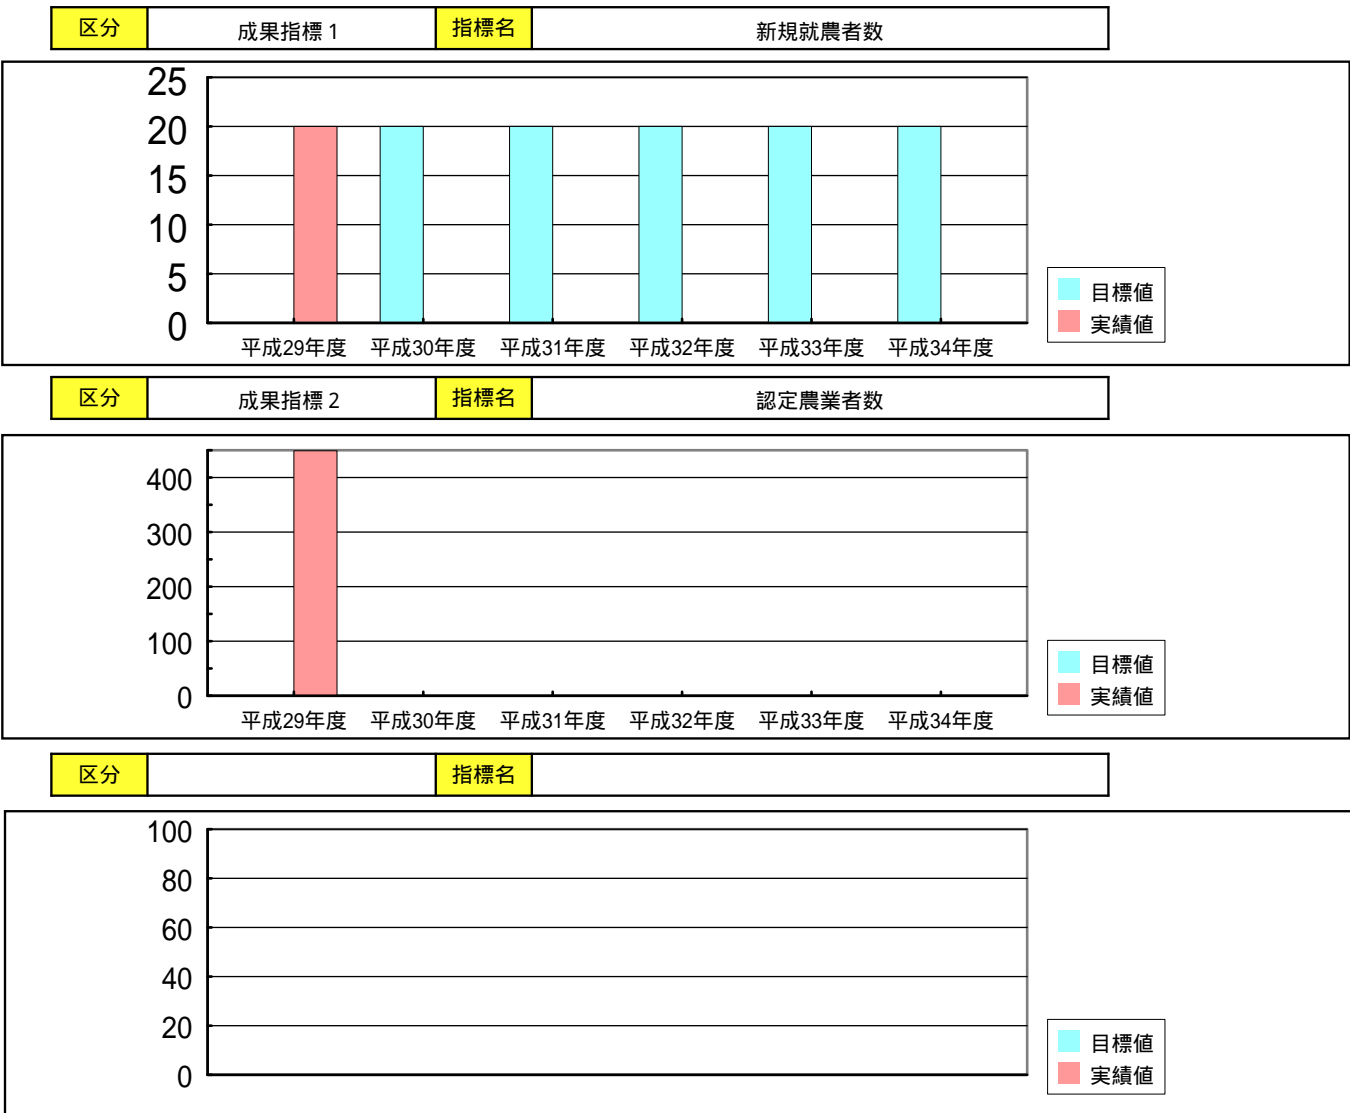 区分 成果指標1 指標名 新規就農者数
25
20
15
10
5
0
平成29年度 平成30年度 平成31年度 平成32年度 平成33年度 平成34年度
目標値
実績値
区分 成果指標2 指標名 認定農業者数
400
300
200
100
0
平成29年度 平成30年度 平成31年度 平成32年度 平成33年度 平成34年度
目標値
実績値
区分 指標名
100
80
60
40
20
0
目標値
実績値